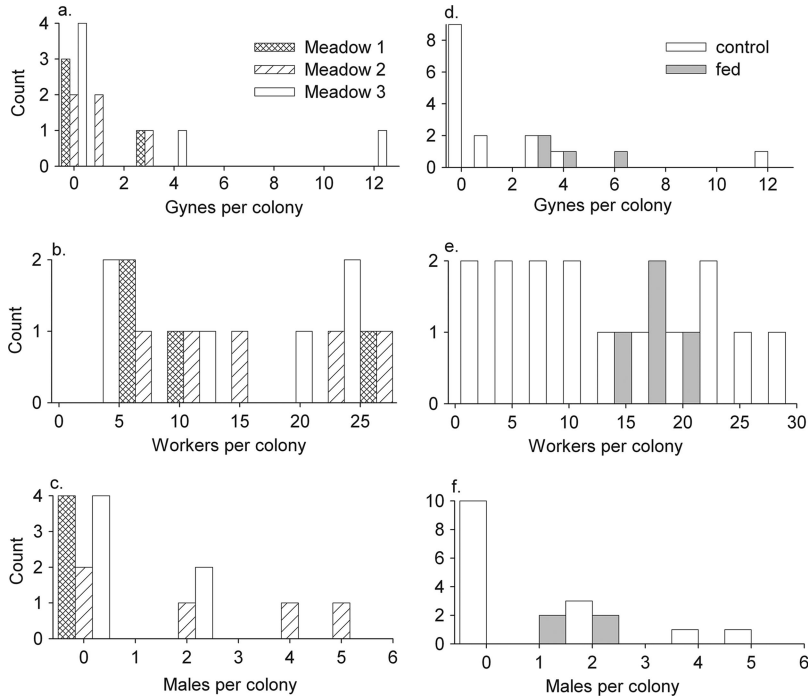 a.
4
3
2
1
0
Count
Meadow 1
Meadow 2
Meadow 3
0 2 4 6 8 10 12
Gynes per colony
d.
8
6
4
2
0
control
fed
0 2 4 6 8 10 12
Gynes per colony
b.
2
1
0
Count
0 5 10 15 20 25
Workers per colony
e.
2
1
0
0 5 10 15 20 25 30
Workers per colony
c.
4
3
2
1
0
Count
0 1 2 3 4 5 6
Males per colony
f.
10
8
6
4
2
0
0 1 2 3 4 5 6
Males per colony